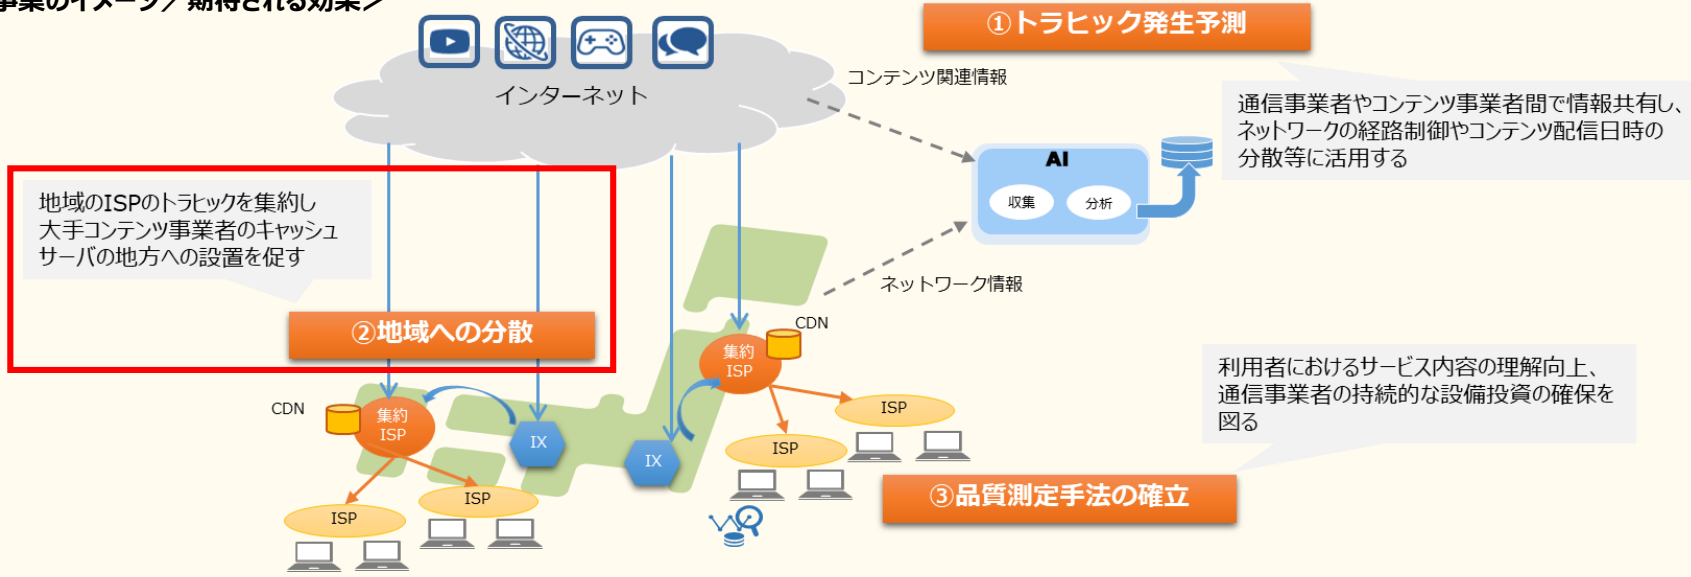 事業のイメージ／期待される効果＞
①トラヒック発生予測
コンテンツ関連情報
インターネット
通信事業者やコンテンツ事業者間で情報共有し、
ネットワークの経路制御やコンテンツ配信日時の
分散等に活用する
AI
収集
分析
地域のISPのトラヒックを集約し
大手コンテンツ事業者のキャッシュ
サーバの地方への設置を促す
ネットワーク情報
②地域への分散
CDN
集約
ISP
利用者におけるサービス内容の理解向上、
通信事業者の持続的な設備投資の確保を
図る
CDN
集約
ISP
IX
IX
ISP
ISP
ISP
ISP
③品質測定手法の確立